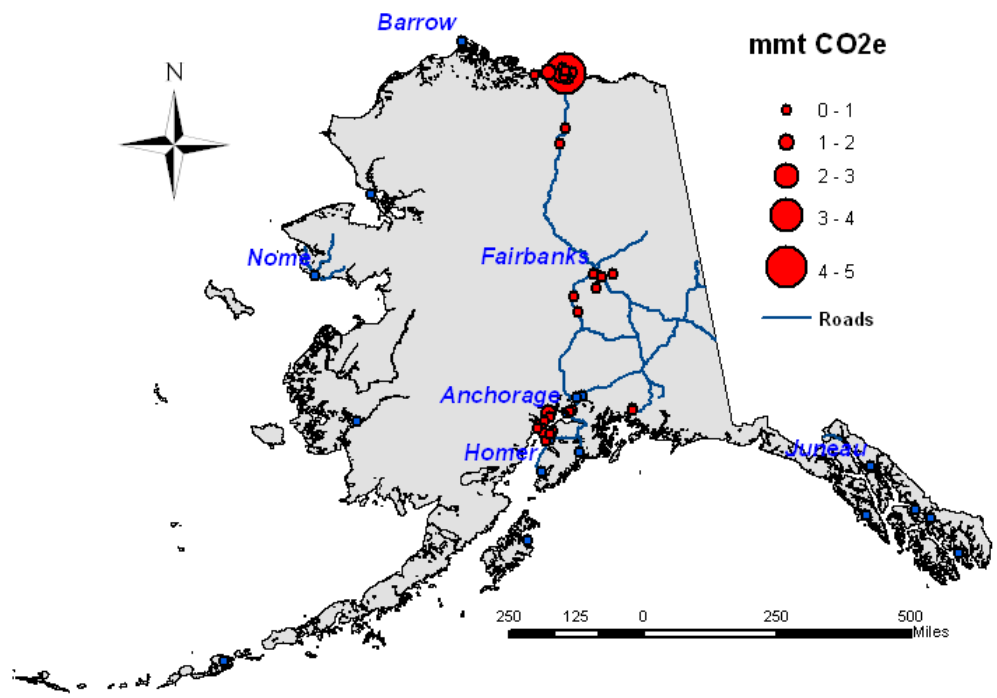 Barrow
mmt CO2e
N
0 - 1
1 - 2
2 - 3
3 - 4
4 - 5
Nome
Fairbanks
Roads
Anchorage
Homer
Juneau
250 125 0 250 500
Miles